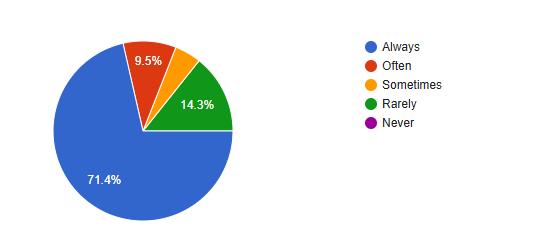 9.5%
14.3%
71.4%
Always
Often
Sometimes
Rarely
Never